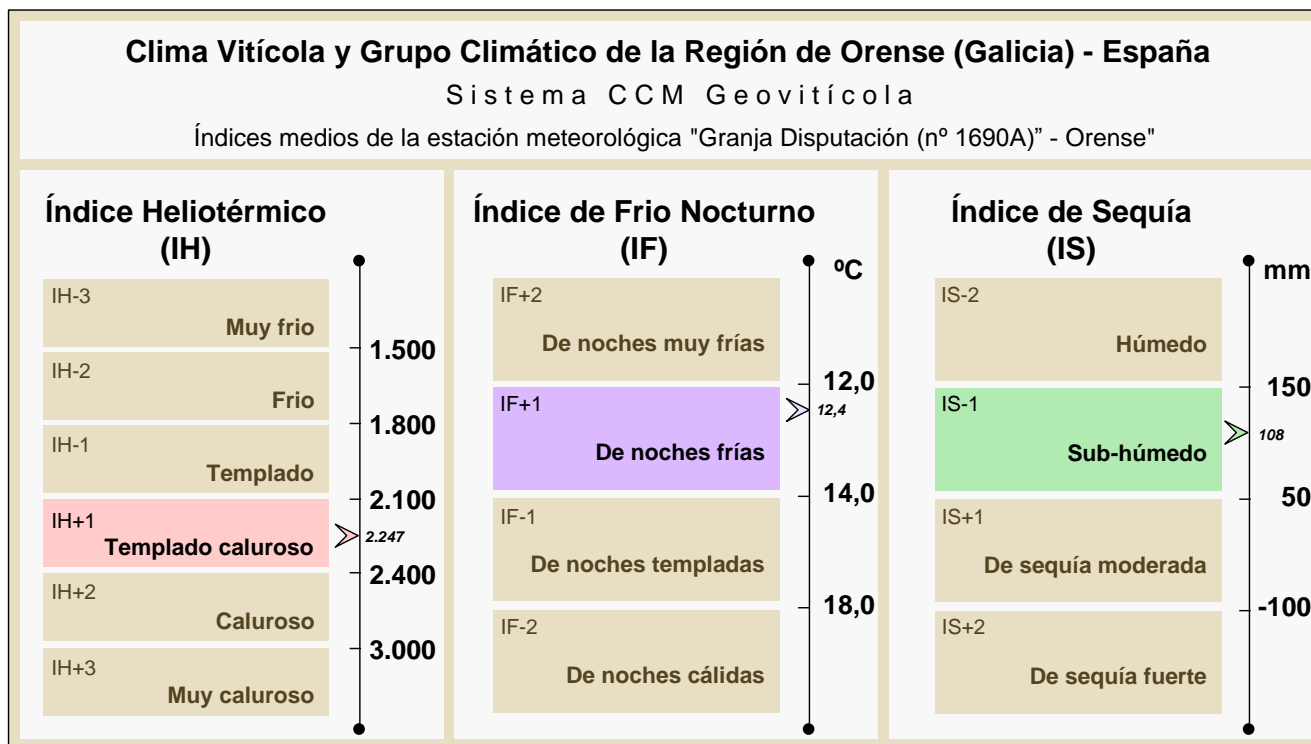 Clima Vitícola y Grupo Climático de la Región de Orense (Galicia) - España
Sistema CCM Geovitícola
Índices medios de la estación meteorológica "Granja Disputación (nº 1690A)” - Orense"
Índice Heliotérmico
(IH)
IH-3
Muy frio
1.500
IH-2
Frio
1.800
IH-1
Templado
2.100
IH+1
Templado caluroso
2.247
2.400
IH+2
Caluroso
3.000
IH+3
Muy caluroso
Índice de Frio Nocturno
(IF)
ºC
IF+2
De noches muy frías
12,0
IF+1
12,4
De noches frías
14,0
IF-1
De noches templadas
18,0
IF-2
De noches cálidas
Índice de Sequía
(IS)
mm
IS-2
Húmedo
150
IS-1
108
Sub-húmedo
50
IS+1
De sequía moderada
-100
IS+2
De sequía fuerte